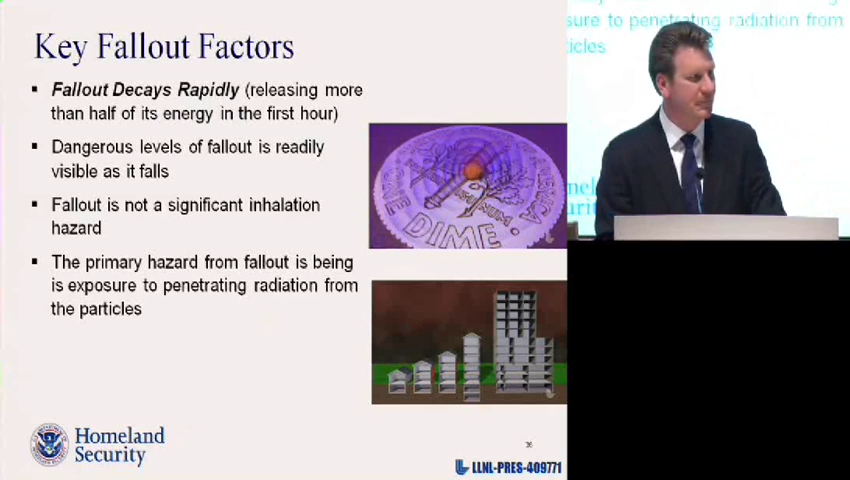 Key Fallout Factors
Fallout Decays Rapidly (releasing more
than half of its energy in the first hour)
Dangerous levels of fallout is readily
visible as it falls
Fallout is not a significant inhalation
hazard
The primary hazard from fallout is being
is exposure to penetrating radiation from
the particles
ONE DIME
Homeland
Security
36
LLNL-PRES-409771
sure to penetrating radiation from
ticles